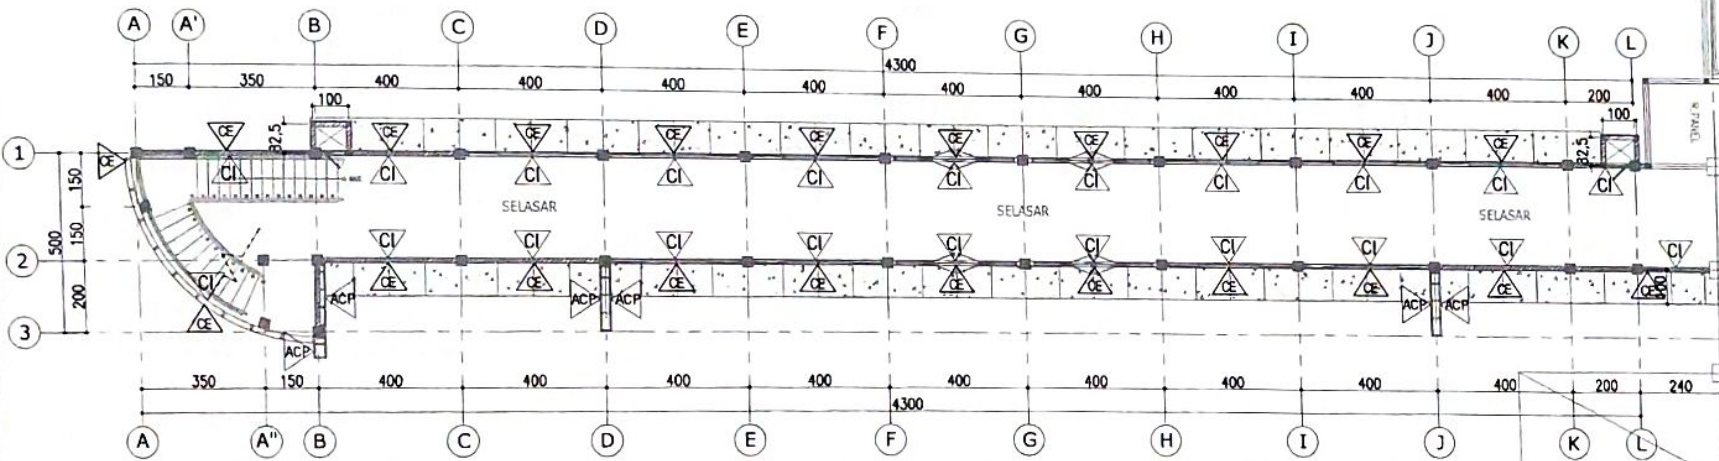 A A' B C D E F G H I J K L
4300
150 350 400 400 400 400 400 400 400 400 400 200
100 100
82,5 82,5
R.PANEL
CE CE CE CE CE CE CE CE CE CE
1
CE
CI CI CI CI CI CI CI CI CI CI CI
150
SELASAR SELASAR SELASAR
500
150
CI CI CI CI CI CI CI CI CI CI
2
CE CE CE CE CE CE CE CE CE CE
CI
200
ACP ACP ACP ACP ACP
CE
3
ACP
350 150 400 400 400 400 400 400 400 400 400 200 240
4300
A A" B C D E F G H I J K L